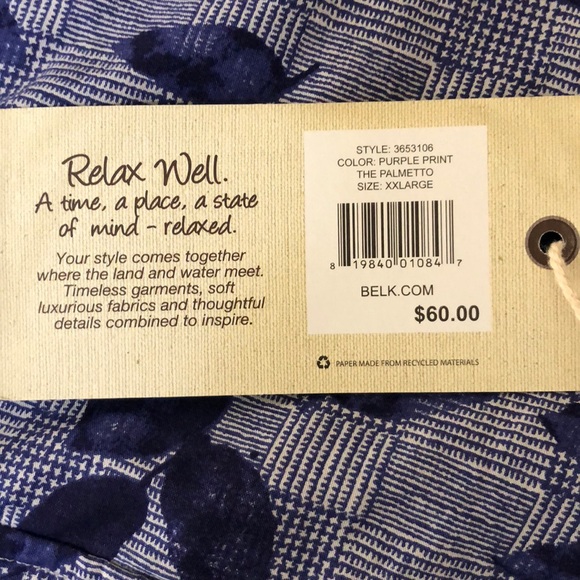 Relax Well.
A time, a place, a state
of mind - relaxed.
Your style comes together
where the land and water meet.
Timeless garments, soft
luxurious fabrics and thoughtful
details combined to inspire.
STYLE: 3653106
COLOR: PURPLE PRINT
THE PALMETTO
SIZE: XXLARGE
8 19840 01084 7
BELK.COM
$60.00
PAPER MADE FROM RECYCLED MATERIALS